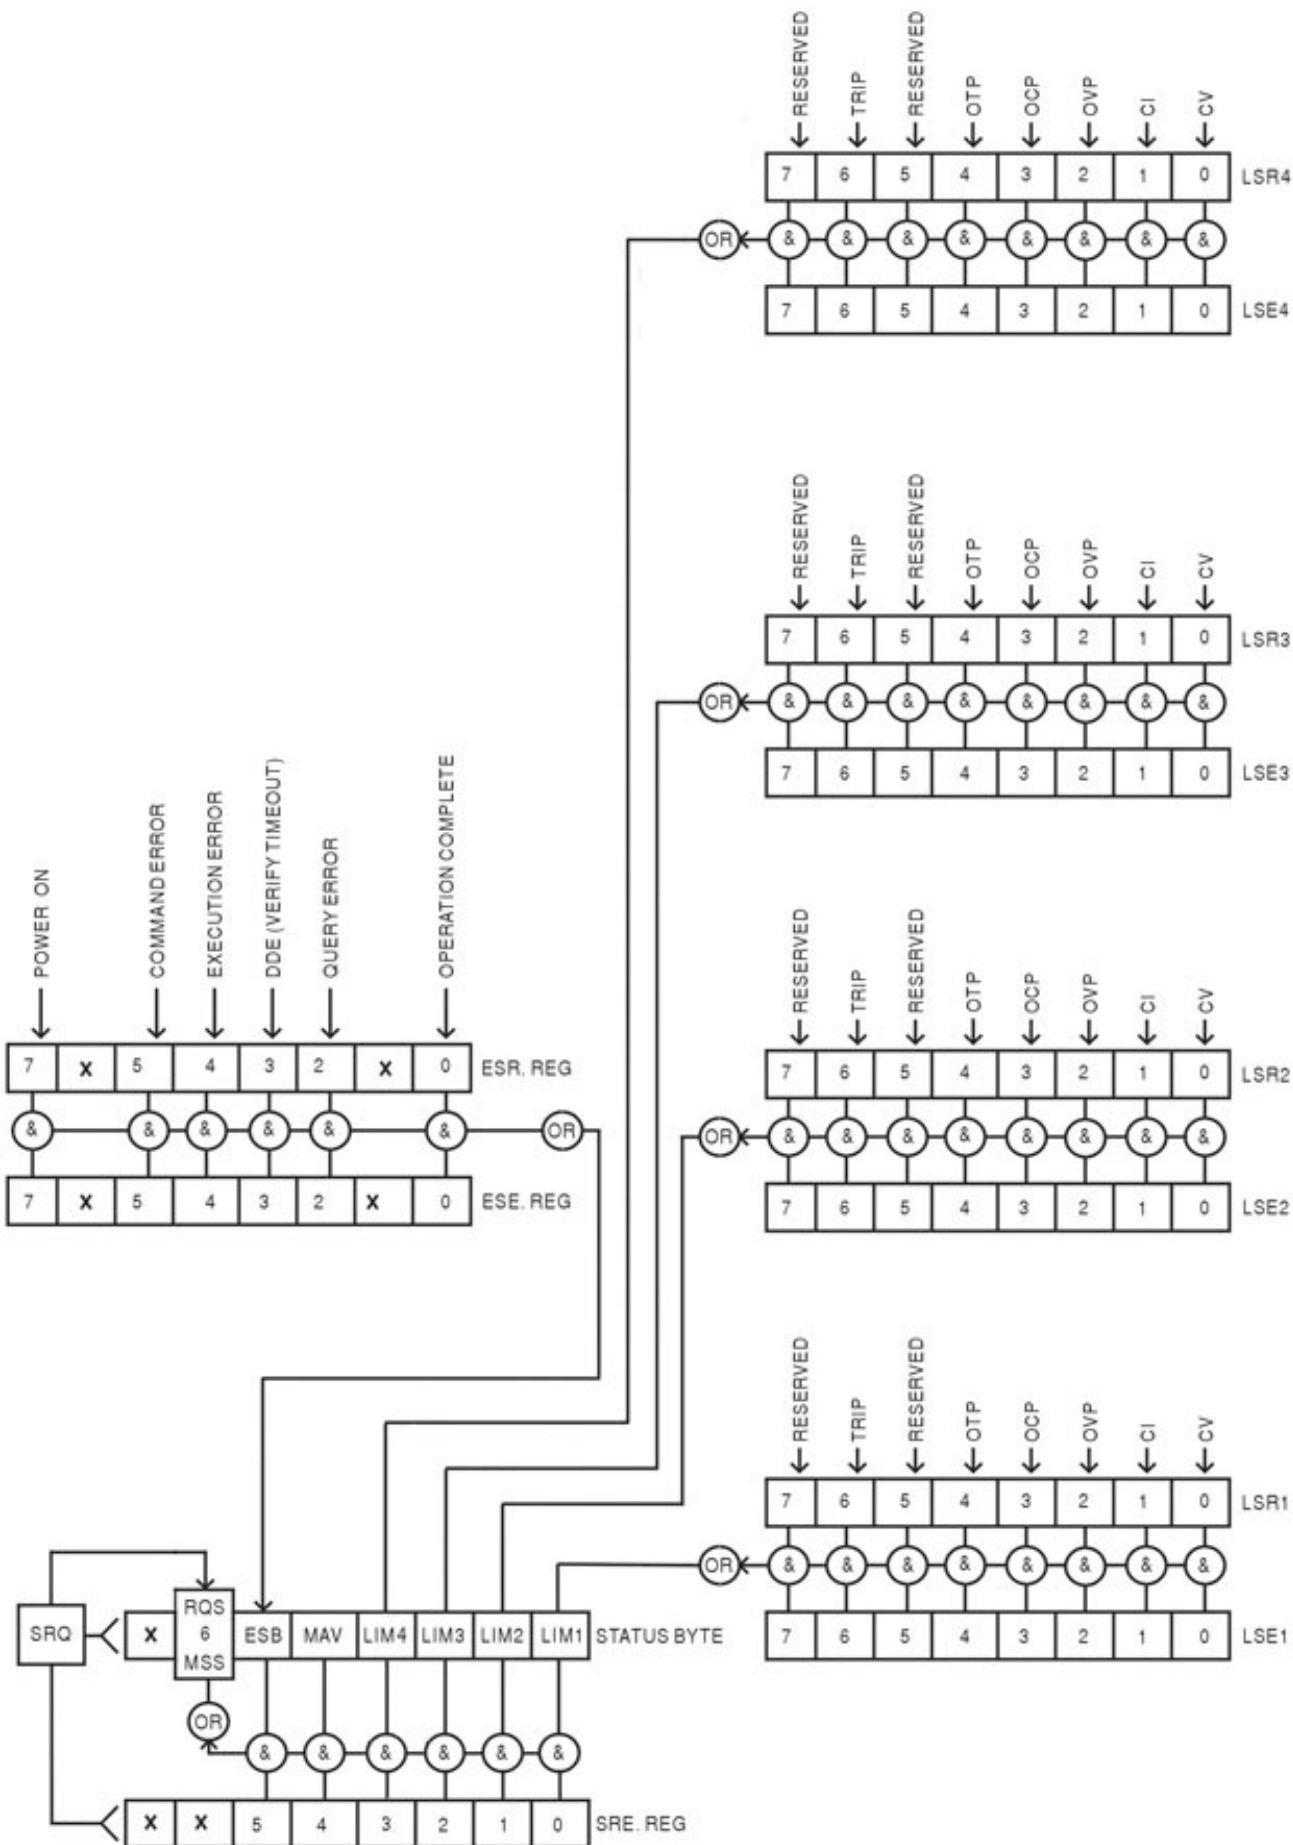 RESERVED TRIP RESERVED OTP OCP OVP CI CV
7 6 5 4 3 2 1 0 LSR4
OR & & & & & & & &
7 6 5 4 3 2 1 0 LSE4
RESERVED TRIP RESERVED OTP OCP OVP CI CV
7 6 5 4 3 2 1 0 LSR3
OR & & & & & & & &
7 6 5 4 3 2 1 0 LSE3
POWER ON COMMAND ERROR EXECUTION ERROR DDE (VERIFY TIMEOUT) QUERY ERROR OPERATION COMPLETE
7 X 5 4 3 2 X 0 ESR. REG
& & & & & & OR
7 X 5 4 3 2 X 0 ESE. REG
RESERVED TRIP RESERVED OTP OCP OVP CI CV
7 6 5 4 3 2 1 0 LSR2
OR & & & & & & & &
7 6 5 4 3 2 1 0 LSE2
RESERVED TRIP RESERVED OTP OCP OVP CI CV
7 6 5 4 3 2 1 0 LSR1
OR & & & & & & & &
7 6 5 4 3 2 1 0 LSE1
RQS
SRQ X 6 ESB MAV LIM4 LIM3 LIM2 LIM1 STATUS BYTE
MSS
OR
& & & & & &
X X 5 4 3 2 1 0 SRE. REG